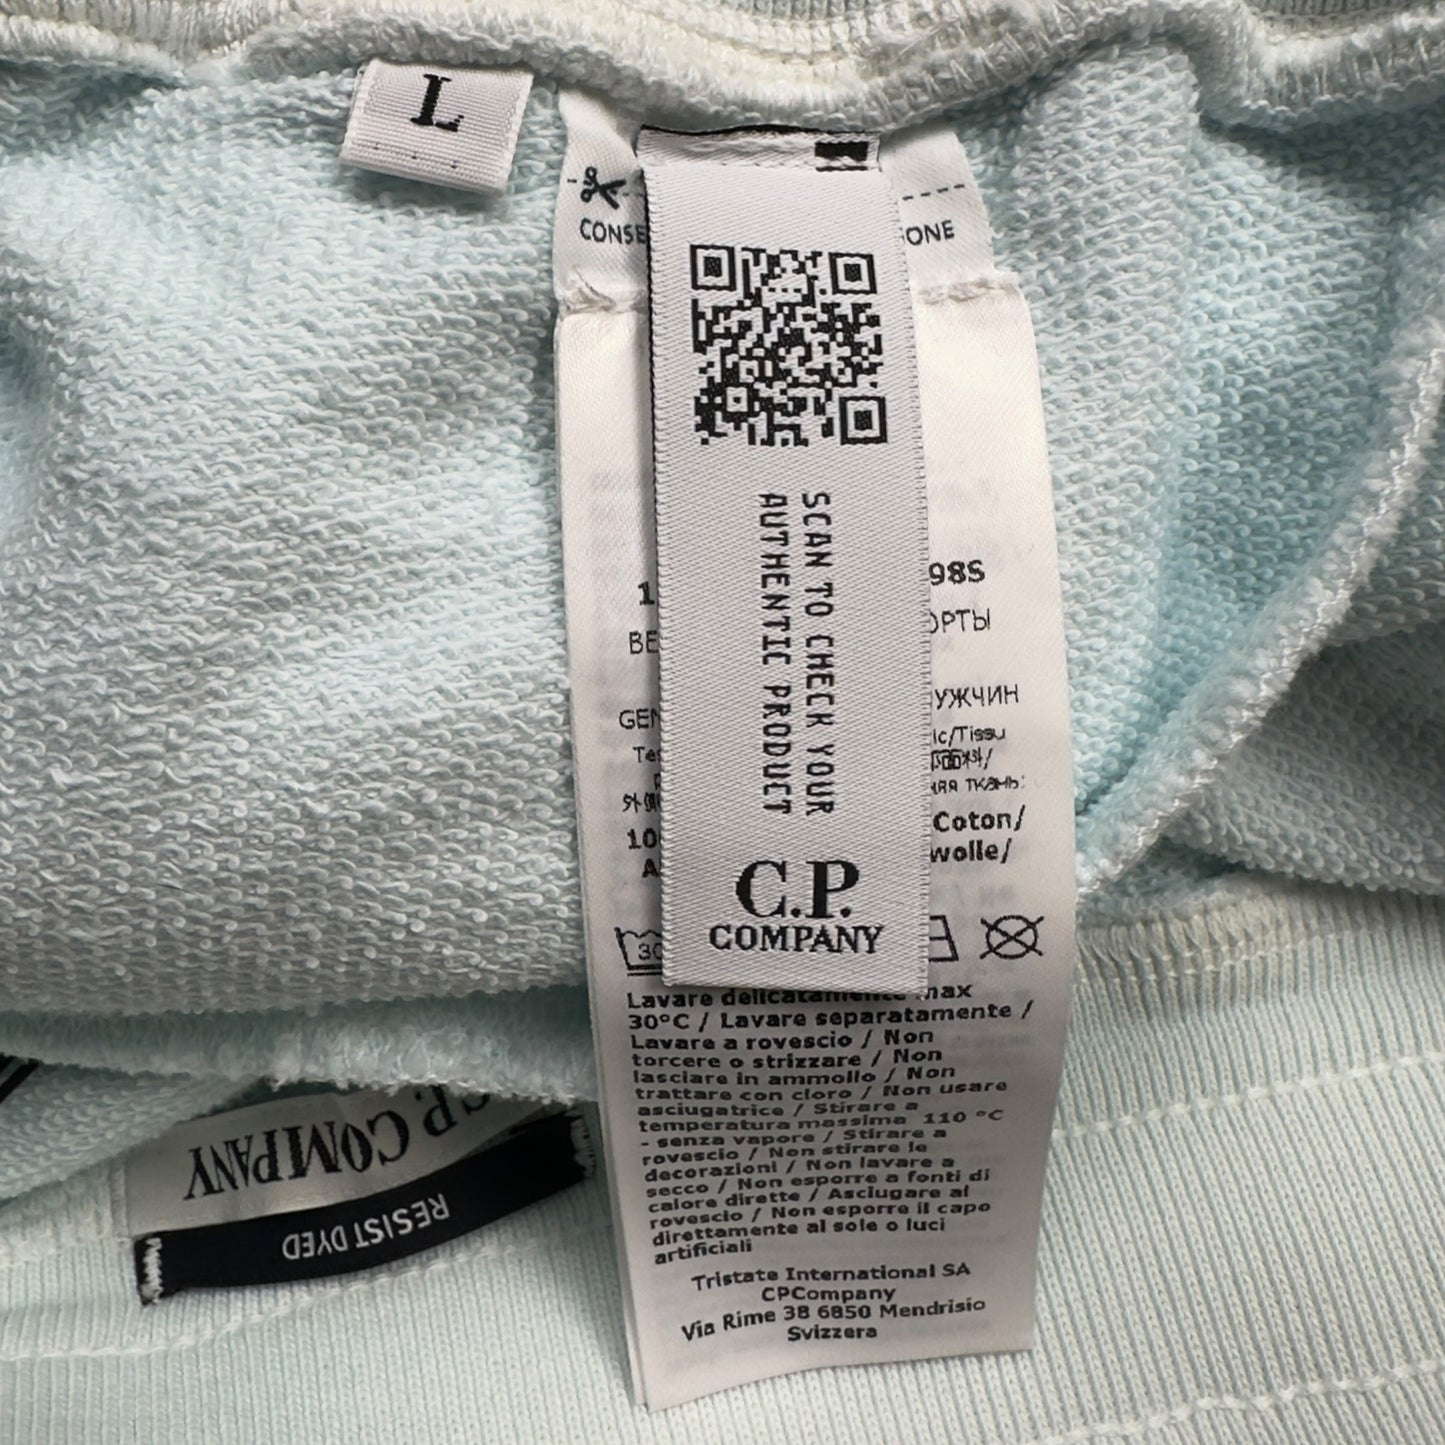 L
98S
GEN
УЖЧИН
ic/Tissu
Coton/
SCAN TO CHECK YOUR
AUTHENTIC PRODUCT
C.P.
COMPANY
30
Lavare delicatamente max
30°C / Lavare separatamente /
Lavare a rovescio / Non
torcere o strizzare / Non
lasciare in ammollo / Non
trattare con cloro / Non usare
asciugatrice / Stirare a
temperatura massima 110 °C
- senza vapore / Stirare a
rovescio / Non stirare le
decorazioni / Non lavare a
secco / Non esporre a fonti di
calore dirette / Asciugare al
rovescio / Non esporre il capo
direttamente al sole o luci
artificiali
Tristate International SA
CPCompany
Via Rime 38 6850 Mendrisio
Svizzera
C.P. COMPANY
RESIST DYED